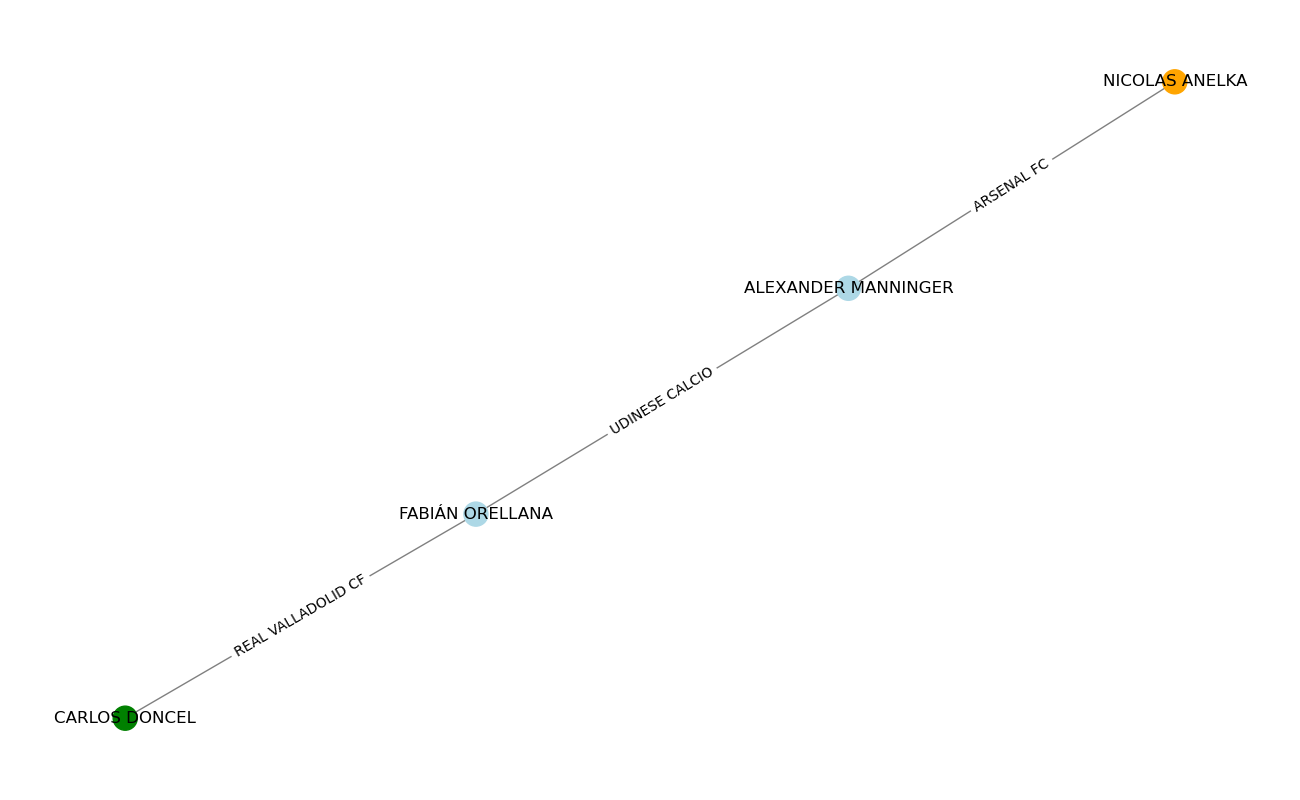 NICOLAS ANELKA
ARSENAL FC
ALEXANDER MANNINGER
UDINESE CALCIO
FABIÁN ORELLANA
REAL VALLADOLID CF
CARLOS DONCEL